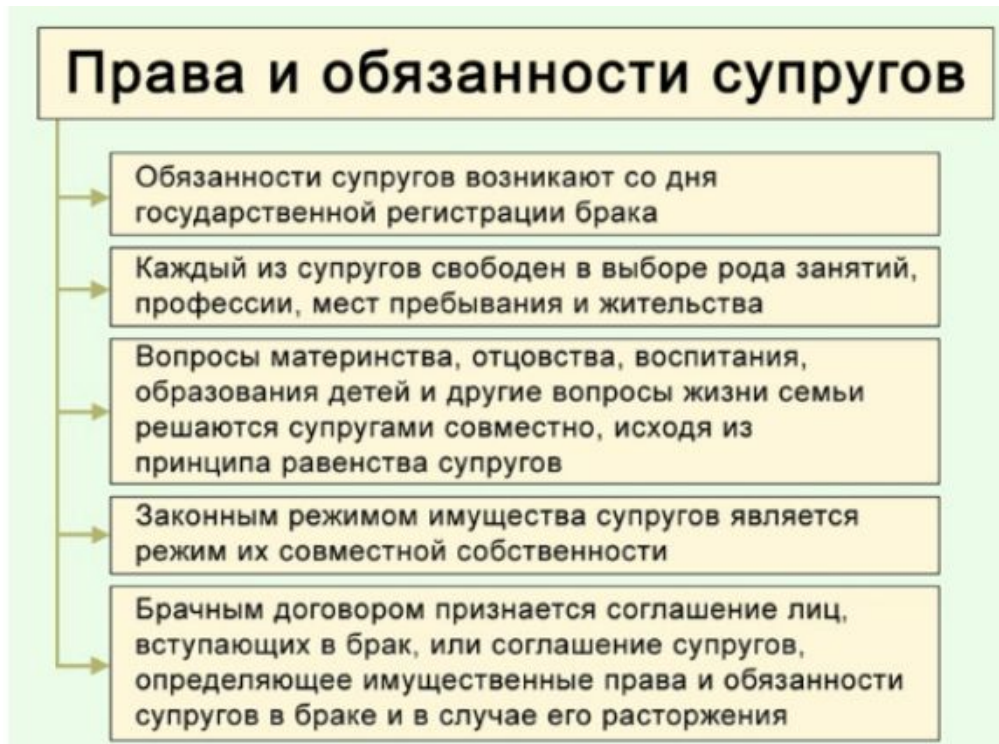 Права и обязанности супругов
Обязанности супругов возникают со дня
государственной регистрации брака
Каждый из супругов свободен в выборе рода занятий,
профессии, мест пребывания и жительства
Вопросы материнства, отцовства, воспитания,
образования детей и другие вопросы жизни семьи
решаются супругами совместно, исходя из
принципа равенства супругов
Законным режимом имущества супругов является
режим их совместной собственности
Брачным договором признается соглашение лиц,
вступающих в брак, или соглашение супругов,
определяющее имущественные права и обязанности
супругов в браке и в случае его расторжения